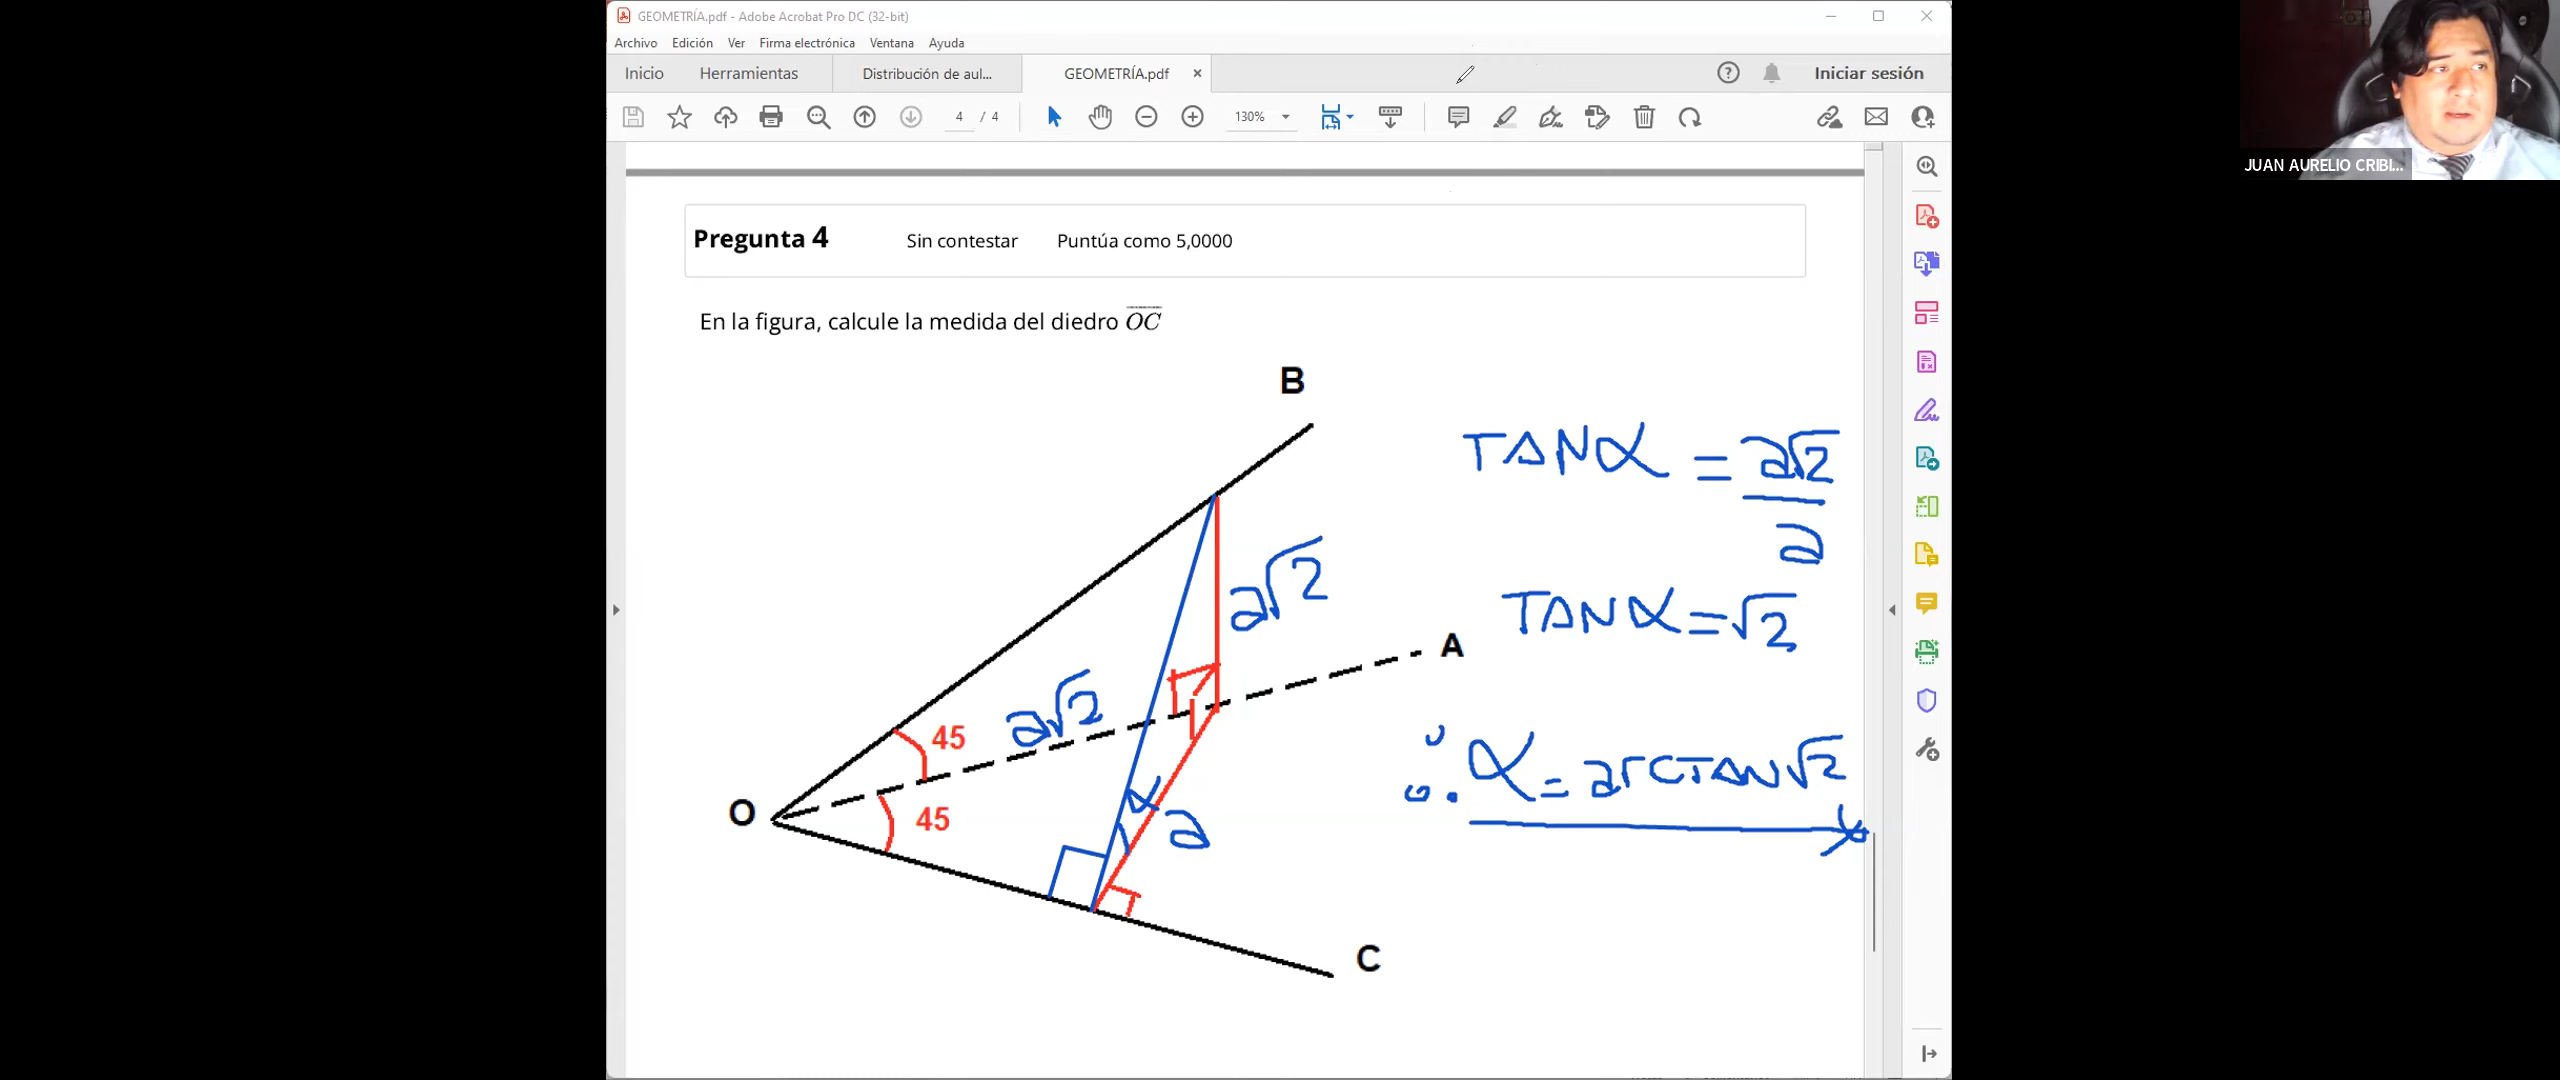 GEOMETRÍA.pdf - Adobe Acrobat Pro DC (32-bit)
Archivo Edición Ver Firma electrónica Ventana Ayuda
Inicio Herramientas Distribución de aul... GEOMETRÍA.pdf × Iniciar sesión
4 / 4 130%
JUAN AURELIO CRIBI...
Pregunta 4 Sin contestar Puntúa como 5,0000
En la figura, calcule la medida del diedro OC
B
TANα = a√2
a
a√2
TANα = √2
A
a√2
45
∴ α = arCTAN√2
O
45
α
a
C